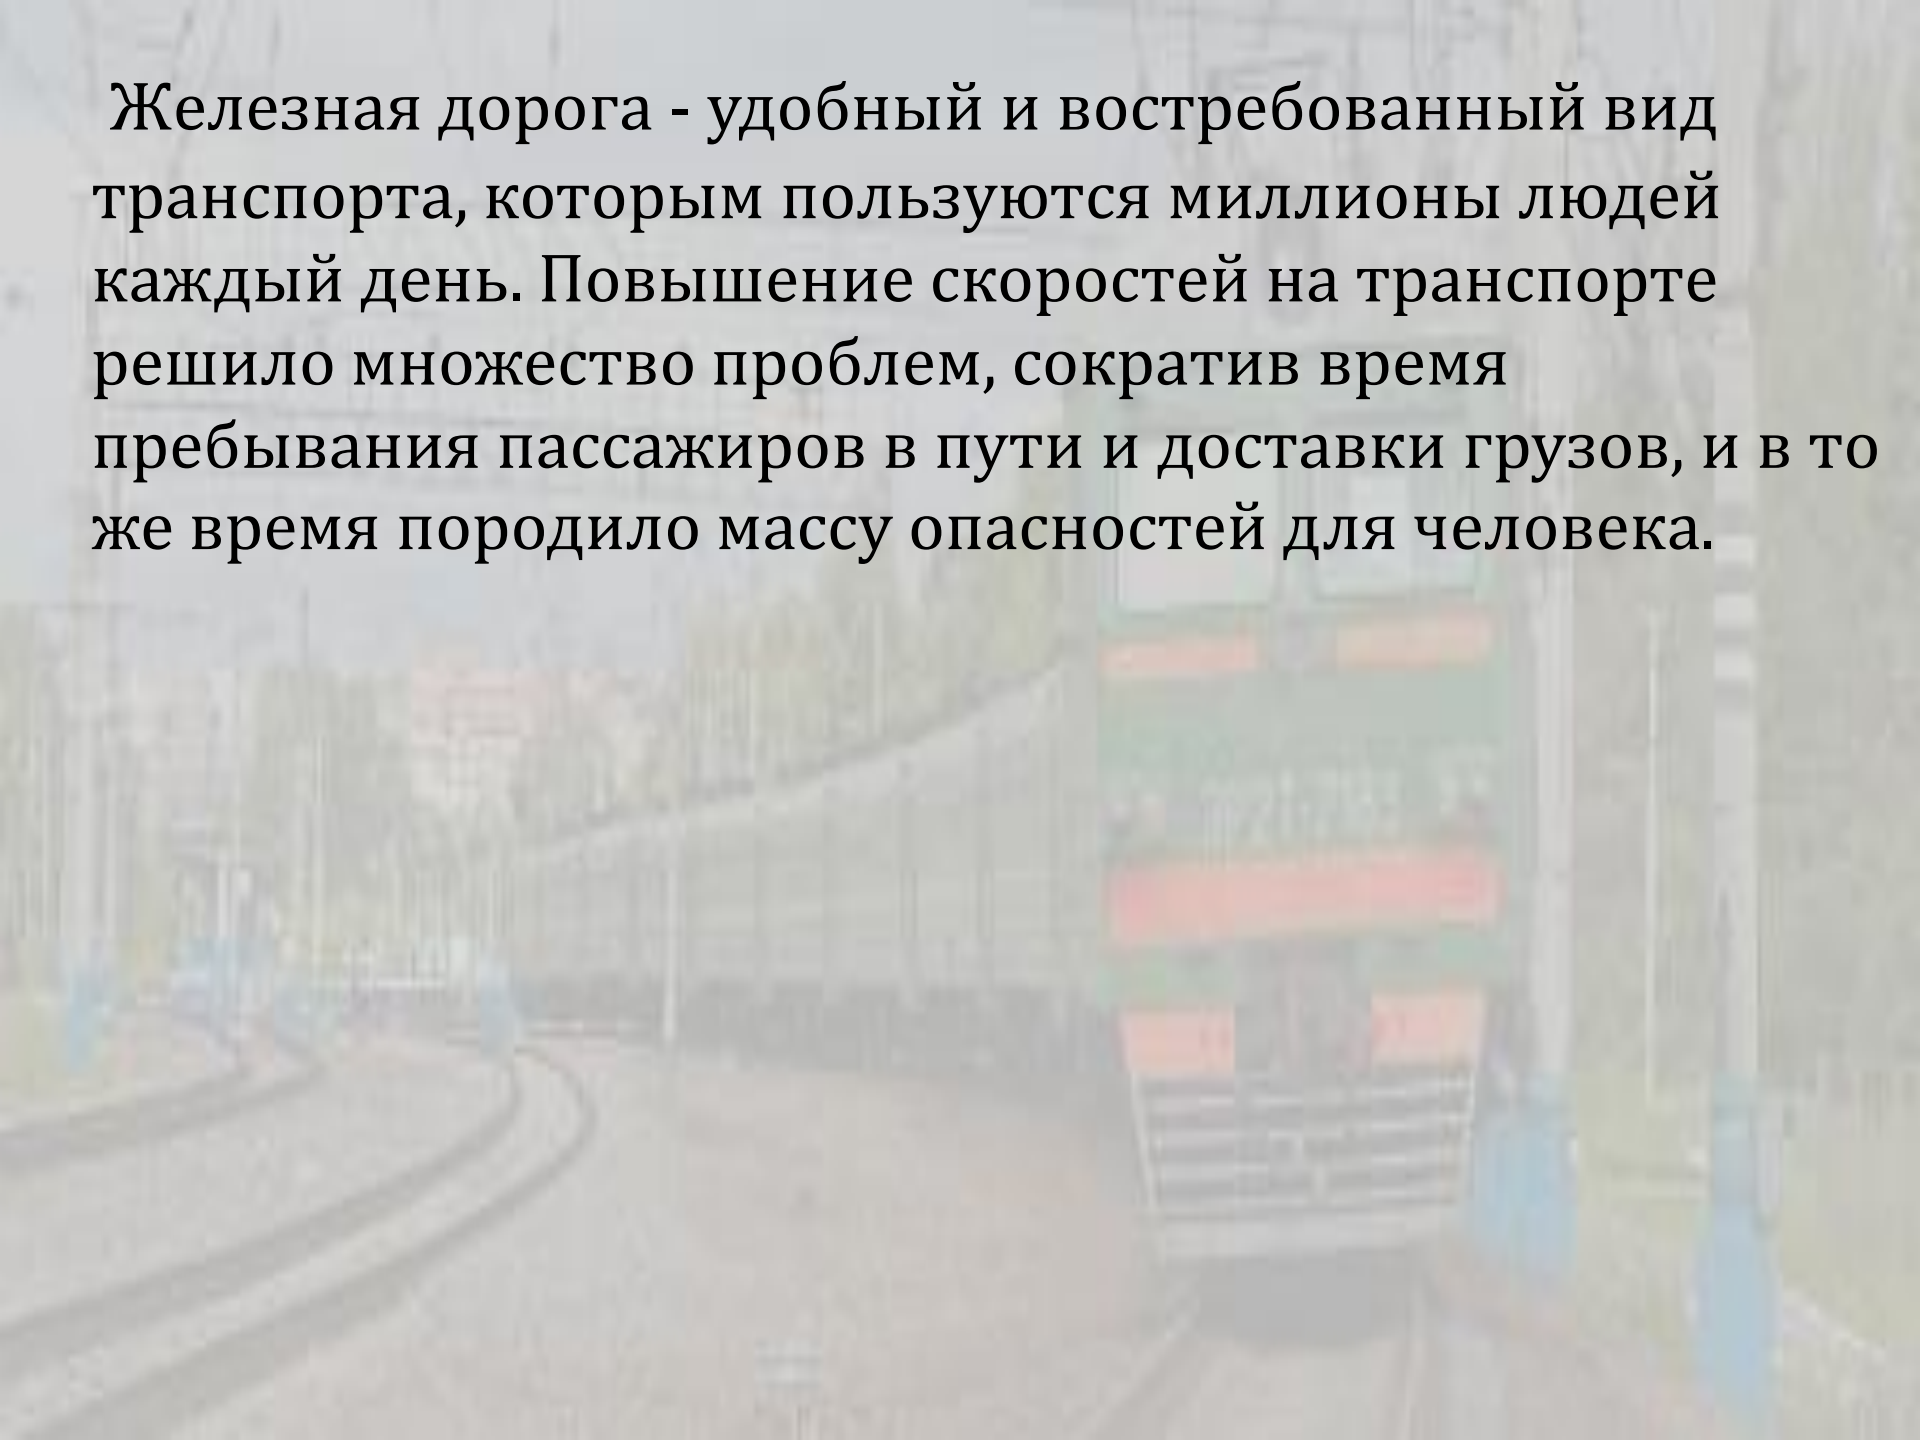 Железная дорога - удобный и востребованный вид
транспорта, которым пользуются миллионы людей
каждый день. Повышение скоростей на транспорте
решило множество проблем, сократив время
пребывания пассажиров в пути и доставки грузов, и в то
же время породило массу опасностей для человека.